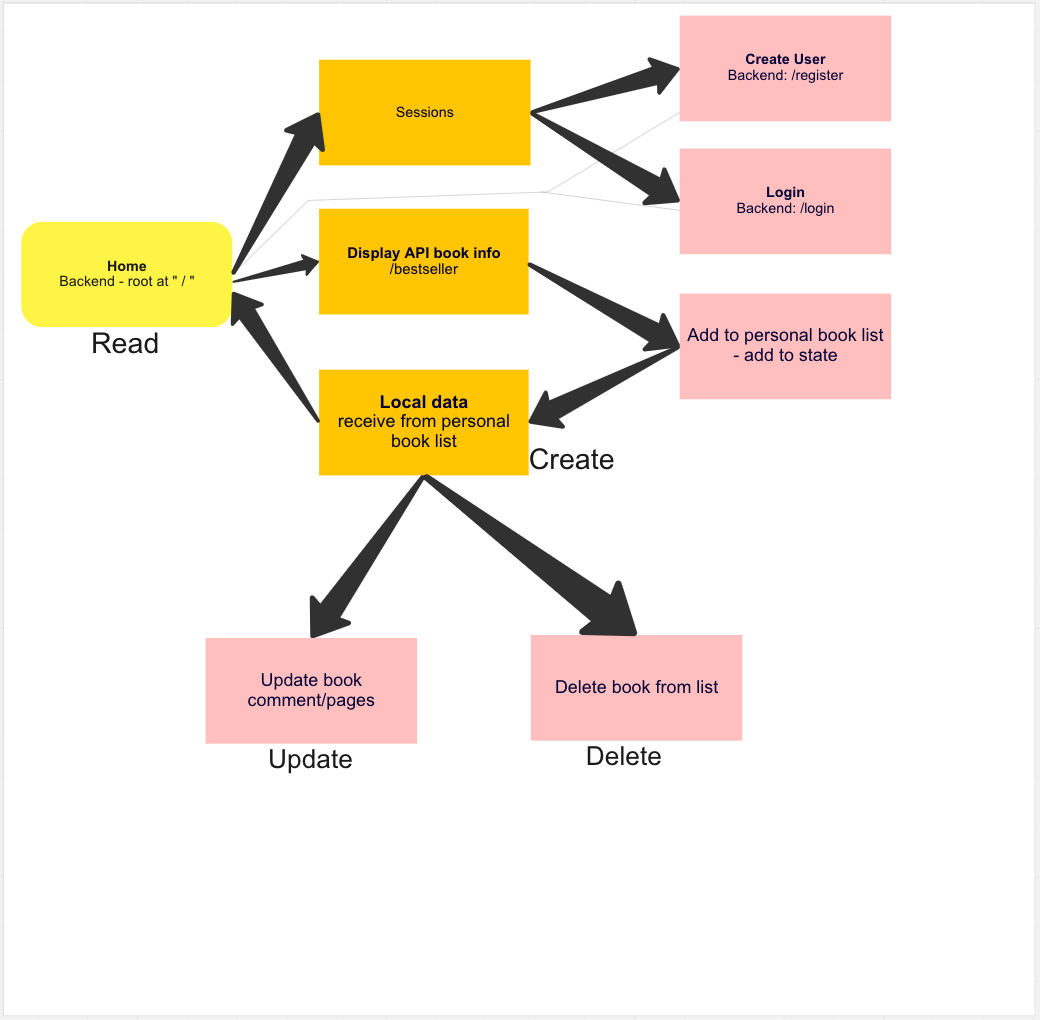 Create User
Backend: /register
Sessions
Login
Backend: /login
Display API book info
/bestseller
Home
Backend - root at " / "
Read
Add to personal book list
- add to state
Local data
receive from personal
book list
Create
Update book
comment/pages
Update
Delete book from list
Delete